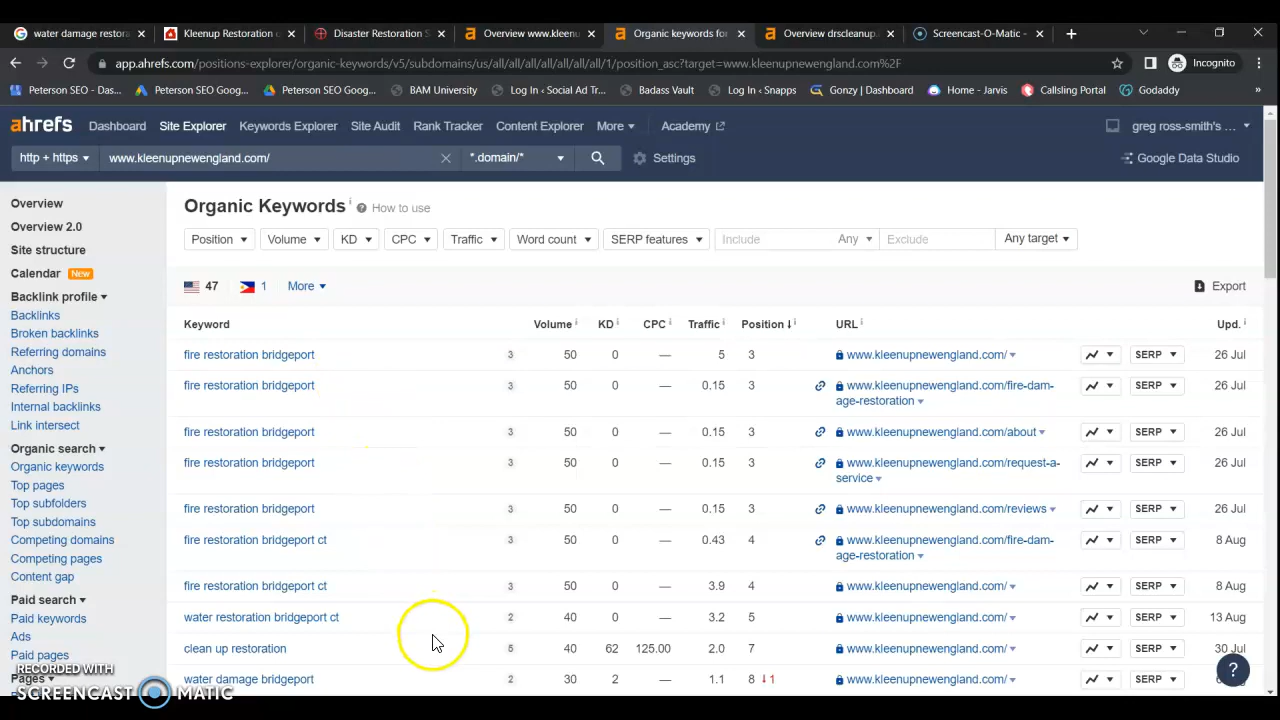 water damage restora
Kleenup Restoration c
Disaster Restoration S
Overview www.kleenu
Organic keywords fo
Overview drscleanup.
Screencast-O-Matic -
app.ahrefs.com/positions-explorer/organic-keywords/v5/subdomains/us/all/all/all/all/all/all/all/1/position_asc?target=www.kleenupnewengland.com%2F
Incognito
Peterson SEO - Das...
Peterson SEO Goog...
Peterson SEO Goog...
BAM University
Log In ‹ Social Ad Tr...
Badass Vault
Log In ‹ Snapps
Gonzy | Dashboard
Home - Jarvis
Callsling Portal
Godaddy
»
ahrefs
Dashboard
Site Explorer
Keywords Explorer
Site Audit
Rank Tracker
Content Explorer
More
Academy
greg ross-smith's ...
http + https
www.kleenupnewengland.com/
*.domain/*
Settings
Google Data Studio
Overview
Overview 2.0
Site structure
Calendar New
Backlink profile
Backlinks
Broken backlinks
Referring domains
Anchors
Referring IPs
Internal backlinks
Link intersect
Organic search
Organic keywords
Top pages
Top subfolders
Top subdomains
Competing domains
Competing pages
Content gap
Paid search
Paid keywords
Ads
Paid pages
Pages
Organic Keywords
How to use
Position
Volume
KD
CPC
Traffic
Word count
SERP features
Include
Any
Exclude
Any target
47
1
More
Export
Keyword Volume KD CPC Traffic Position URL Upd.
fire restoration bridgeport 3 50 0 — 5 3 www.kleenupnewengland.com/ SERP 26 Jul
fire restoration bridgeport 3 50 0 — 0.15 3 www.kleenupnewengland.com/fire-dam- SERP 26 Jul
age-restoration
fire restoration bridgeport 3 50 0 — 0.15 3 www.kleenupnewengland.com/about SERP 26 Jul
fire restoration bridgeport 3 50 0 — 0.15 3 www.kleenupnewengland.com/request-a- SERP 26 Jul
service
fire restoration bridgeport 3 50 0 — 0.15 3 www.kleenupnewengland.com/reviews SERP 26 Jul
fire restoration bridgeport ct 3 50 0 — 0.43 4 www.kleenupnewengland.com/fire-dam- SERP 8 Aug
age-restoration
fire restoration bridgeport ct 3 50 0 — 3.9 4 www.kleenupnewengland.com/ SERP 8 Aug
water restoration bridgeport ct 2 40 0 — 3.2 5 www.kleenupnewengland.com/ SERP 13 Aug
clean up restoration 5 40 62 125.00 2.0 7 www.kleenupnewengland.com/ SERP 30 Jul
water damage bridgeport 2 30 2 — 1.1 8 ↓1 www.kleenupnewengland.com/ SERP
?
RECORDED WITH
SCREENCAST MATIC